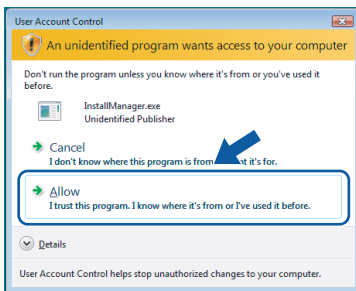 User Account Control
An unidentified program wants access to your computer
Don't run the program unless you know where it's from or you've used it
before.
InstallManager.exe
Unidentified Publisher
Cancel
I don't know where this program is from it's for.
Allow
I trust this program. I know where it's from or I've used it before.
Details
User Account Control helps stop unauthorized changes to your computer.